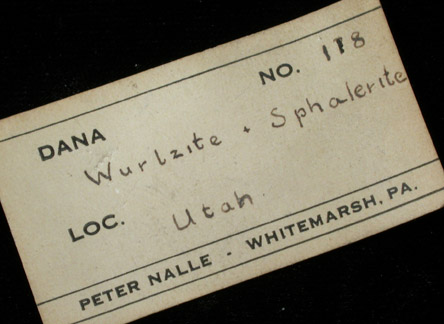 NO. 118
DANA
Wurlzite + Sphalerite
LOC. Utah
PETER NALLE - WHITEMARSH, PA.